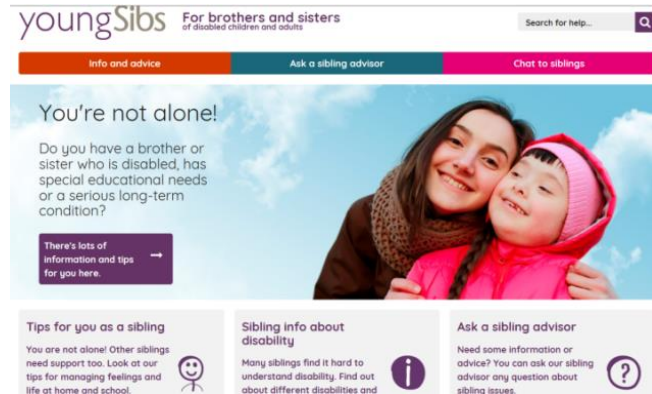 youngSibs
For brothers and sisters
of disabled children and adults
Search for help...
Info and advice
Ask a sibling advisor
Chat to siblings
You're not alone!
Do you have a brother or
sister who is disabled, has
special educational needs
or a serious long-term
condition?
There's lots of
information and tips
for you here.
Tips for you as a sibling
You are not alone! Other siblings
need support too. Look at our
tips for managing feelings and
life at home and school.
Sibling info about
disability
Many siblings find it hard to
understand disability. Find out
about different disabilities and
Ask a sibling advisor
Need some information or
advice? You can ask our sibling
advisor any question about
sibling issues.